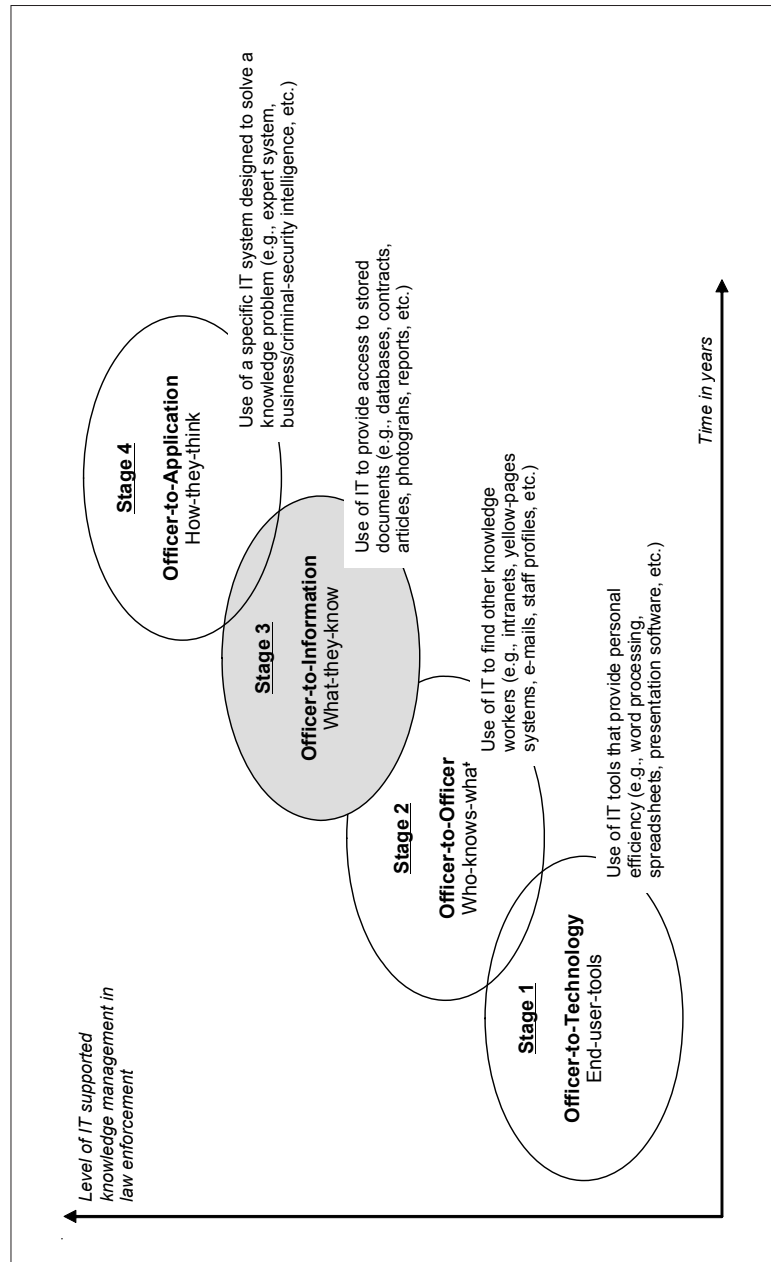 Level of IT supported
knowledge management in
law enforcement
Stage 4
Officer-to-Application
How-they-think
Use of a specific IT system designed to solve a
knowledge problem (e.g., expert system,
business/criminal-security intelligence, etc.)
Stage 3
Officer-to-Information
What-they-know
Use of IT to provide access to stored
documents (e.g., databases, contracts,
articles, photograhs, reports, etc.)
Stage 2
Officer-to-Officer
Who-knows-what
Use of IT to find other knowledge
workers (e.g., intranets, yellow-pages
systems, e-mails, staff profiles, etc.)
Stage 1
Officer-to-Technology
End-user-tools
Use of IT tools that provide personal
efficiency (e.g., word processing,
spreadsheets, presentation software, etc.)
Time in years